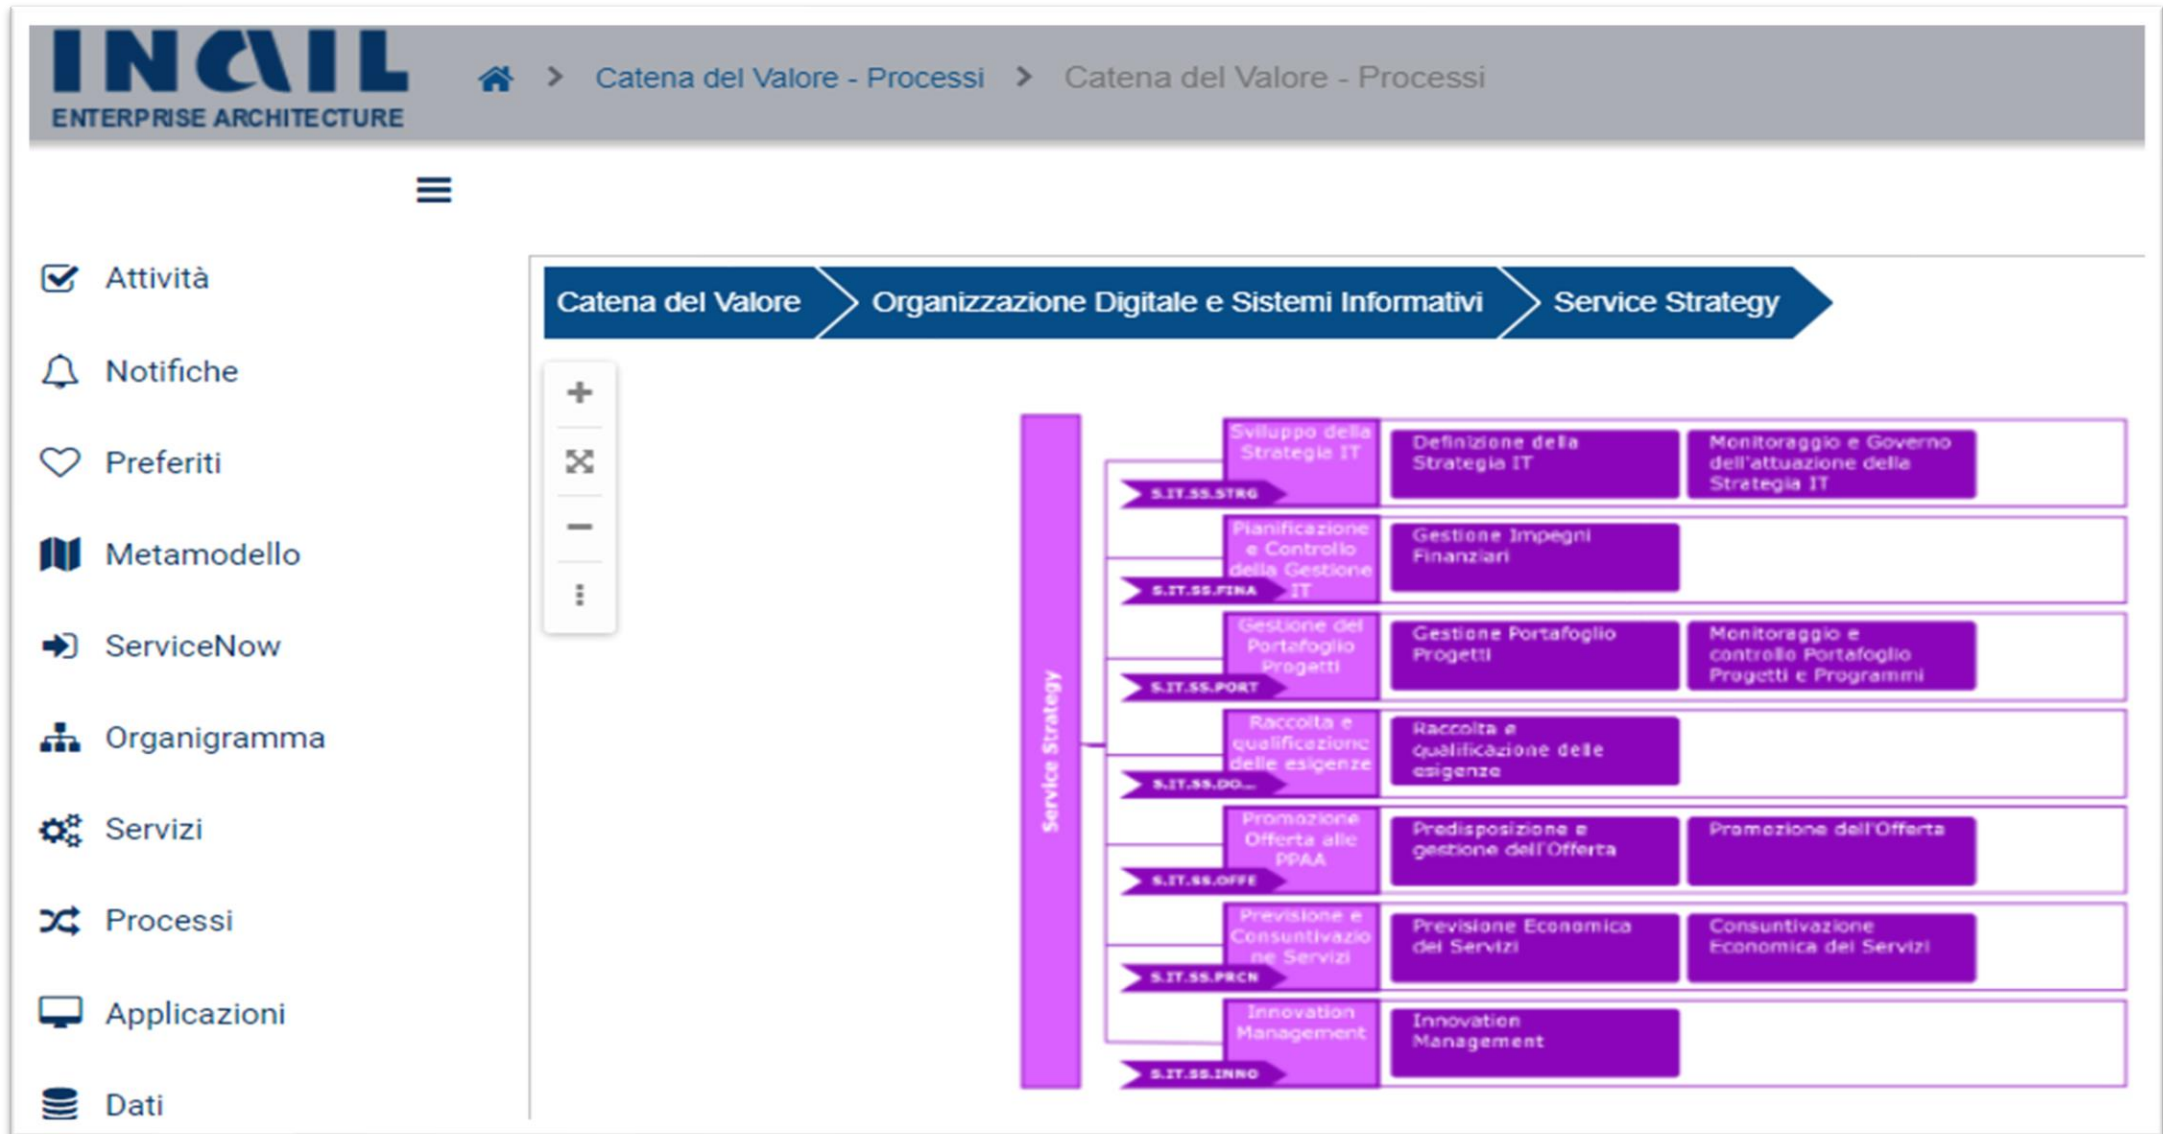 INAIL
ENTERPRISE ARCHITECTURE
> Catena del Valore - Processi > Catena del Valore - Processi
Attività
Notifiche
Preferiti
Metamodello
ServiceNow
Organigramma
Servizi
Processi
Applicazioni
Dati
Catena del Valore
Organizzazione Digitale e Sistemi Informativi
Service Strategy
Service Strategy
Sviluppo della
Strategia IT
S.IT.SS.STRG
Definizione della
Strategia IT
Monitoraggio e Governo
dell'attuazione della
Strategia IT
Pianificazione
e Controllo
della Gestione
IT
S.IT.SS.FINA
Gestione Impegni
Finanziari
Gestione del
Portafoglio
Progetti
S.IT.SS.PORT
Gestione Portafoglio
Progetti
Monitoraggio e
controllo Portafoglio
Progetti e Programmi
Raccolta e
qualificazione
delle esigenze
S.IT.SS.DO...
Raccolta e
qualificazione delle
esigenze
Promozione
Offerta alle
PPAA
S.IT.SS.OFFE
Predisposizione e
gestione dell'Offerta
Promozione dell'Offerta
Previsione e
Consuntivazio
ne Servizi
S.IT.SS.PRCN
Previsione Economica
dei Servizi
Consuntivazione
Economica dei Servizi
Innovation
Management
S.IT.SS.INNO
Innovation
Management